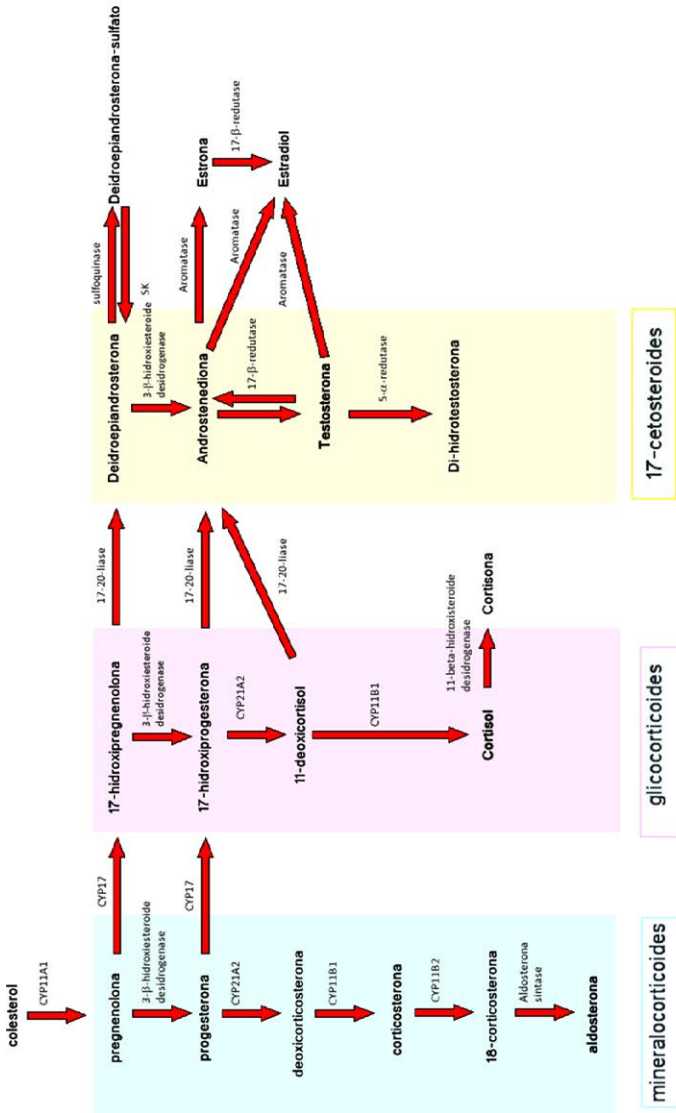 colesterol
CYP11A1
pregnenolona
CYP17
17-hidroxipregnenolona
17-20-liase
Deidroepiandrosterona
sulfoquinase
SK
Deidroepiandrosterona-sulfato
3-β-hidroxiesteroide
desidrogenase
3-β-hidroxiesteroide
desidrogenase
3-β-hidroxiesteroide
desidrogenase
progesterona
CYP17
17-hidroxiprogesterona
17-20-liase
Androstenediona
Aromatase
Estrona
CYP21A2
CYP21A2
17-20-liase
17-β-redutase
Aromatase
17-β-redutase
deoxicorticosterona
11-deoxicortisol
Testosterona
Aromatase
Estradiol
CYP11B1
CYP11B1
5-α-redutase
corticosterona
CYP11B2
11-beta-hidroxisteroide
desidrogenase
Di-hidrotestosterona
18-corticosterona
Cortisol
Cortisona
Aldosterona
sintase
aldosterona
mineralocorticoides
glicocorticoides
17-cetosteroides